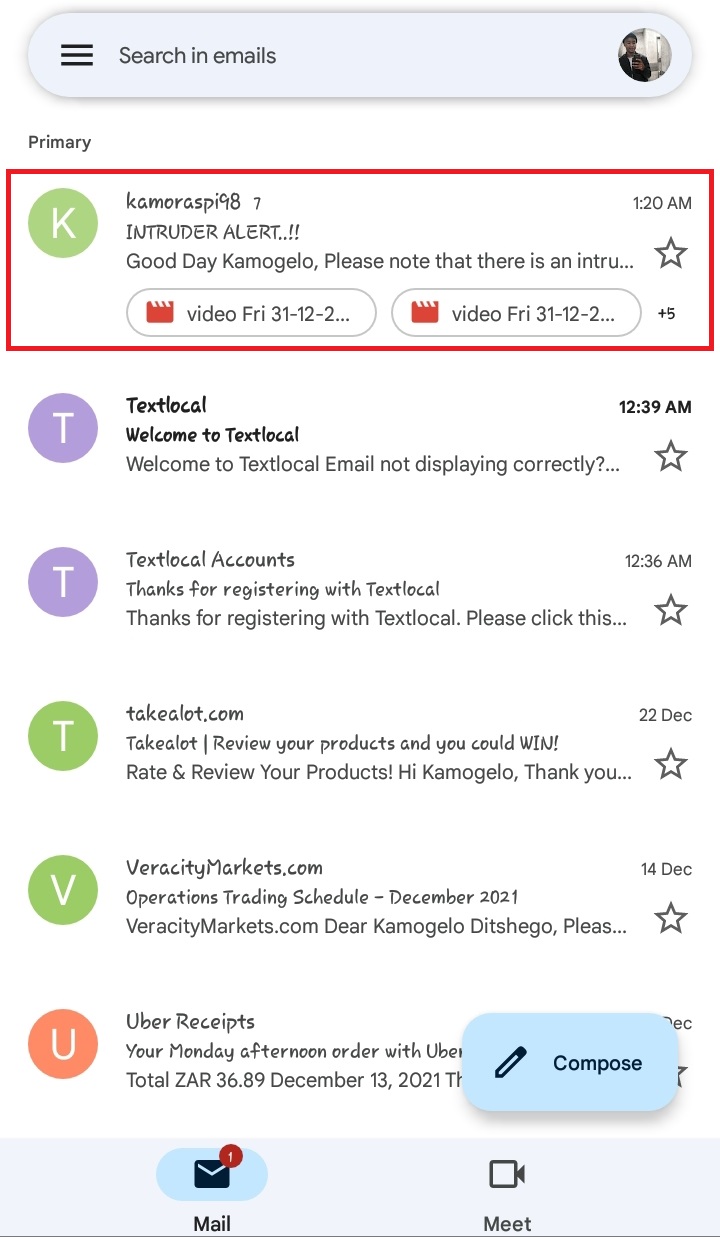 Search in emails
Primary
K
kamoraspi98 7
1:20 AM
INTRUDER ALERT..!!
Good Day Kamogelo, Please note that there is an intru...
video Fri 31-12-2...
video Fri 31-12-2...
+5
T
Textlocal
12:39 AM
Welcome to Textlocal
Welcome to Textlocal Email not displaying correctly?...
T
Textlocal Accounts
12:36 AM
Thanks for registering with Textlocal
Thanks for registering with Textlocal. Please click this...
T
takealot.com
22 Dec
Takealot | Review your products and you could WIN!
Rate & Review Your Products! Hi Kamogelo, Thank you...
V
VeracityMarkets.com
14 Dec
Operations Trading Schedule – December 2021
VeracityMarkets.com Dear Kamogelo Ditshego, Pleas...
U
Uber Receipts
Dec
Your Monday afternoon order with Uber
Total ZAR 36.89 December 13, 2021 Th
Compose
1
Mail
Meet